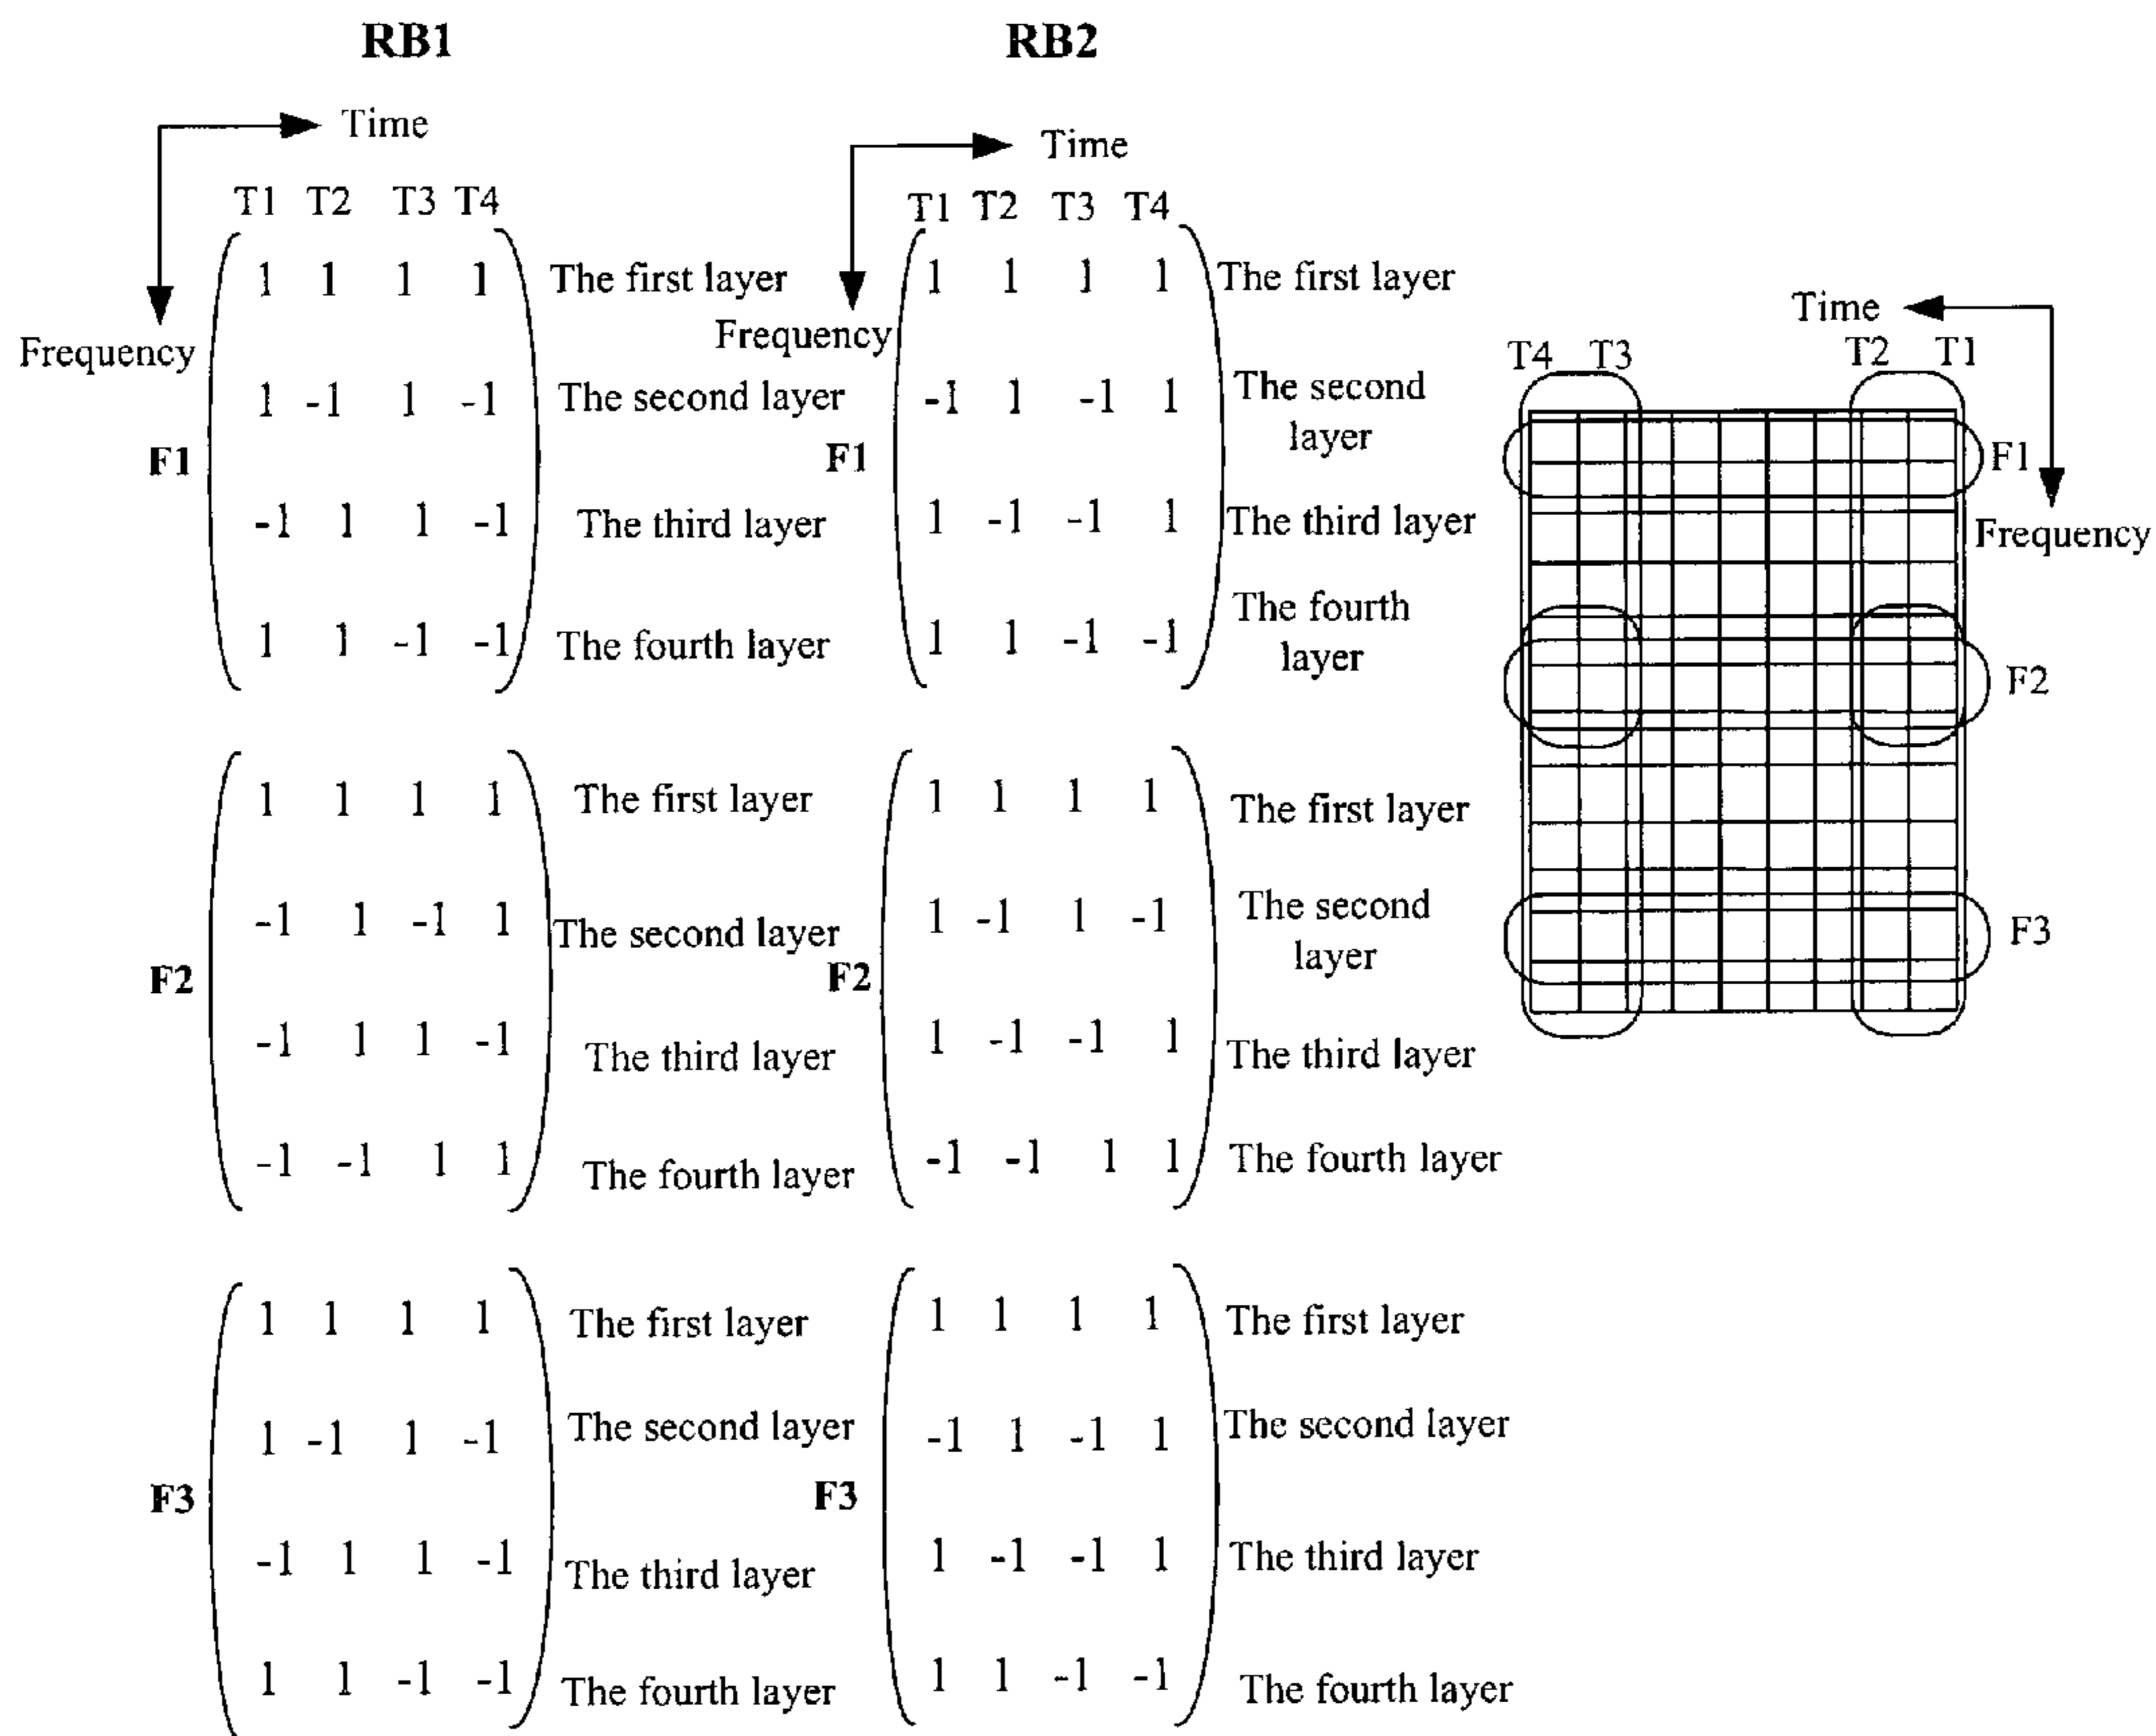 RB1
RB2
Time
Time
T1 T2 T3 T4
T1 T2 T3 T4
Frequency
Frequency
F1
1 1 1 1 The first layer
1 -1 1 -1 The second layer
-1 1 1 -1 The third layer
1 1 -1 -1 The fourth layer
F1
1 1 1 1 The first layer
-1 1 -1 1 The second
layer
1 -1 -1 1 The third layer
1 1 -1 -1 The fourth
layer
F2
1 1 1 1 The first layer
-1 1 -1 1 The second layer
-1 1 1 -1 The third layer
-1 -1 1 1 The fourth layer
F2
1 1 1 1 The first layer
1 -1 1 -1 The second
layer
1 -1 -1 1 The third layer
-1 -1 1 1 The fourth layer
F3
1 1 1 1 The first layer
1 -1 1 -1 The second layer
-1 1 1 -1 The third layer
1 1 -1 -1 The fourth layer
F3
1 1 1 1 The first layer
-1 1 -1 1 The second layer
1 -1 -1 1 The third layer
1 1 -1 -1 The fourth layer
Time
T4 T3 T2 T1
F1
Frequency
F2
F3